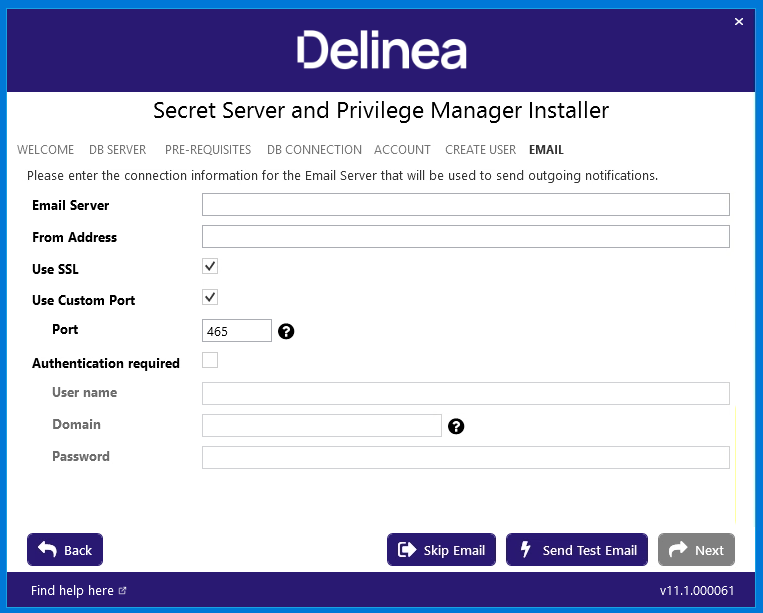 Delinea
Secret Server and Privilege Manager Installer
WELCOME DB SERVER PRE-REQUISITES DB CONNECTION ACCOUNT CREATE USER EMAIL
Please enter the connection information for the Email Server that will be used to send outgoing notifications.
Email Server
From Address
Use SSL
Use Custom Port
Port 465 ?
Authentication required
User name
Domain ?
Password
Back Skip Email Send Test Email Next
Find help here v11.1.000061